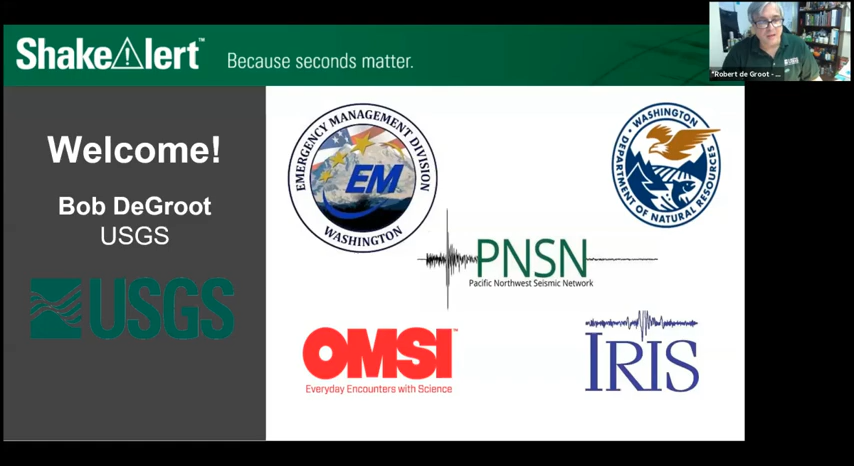 ShakeAlert™
Because seconds matter.
"Robert de Groot - ...
Welcome!
Bob DeGroot
USGS
USGS
EMERGENCY MANAGEMENT DIVISION
EM
WASHINGTON
WASHINGTON
DEPARTMENT OF NATURAL RESOURCES
PNSN
Pacific Northwest Seismic Network
OMSI™
Everyday Encounters with Science
IRIS